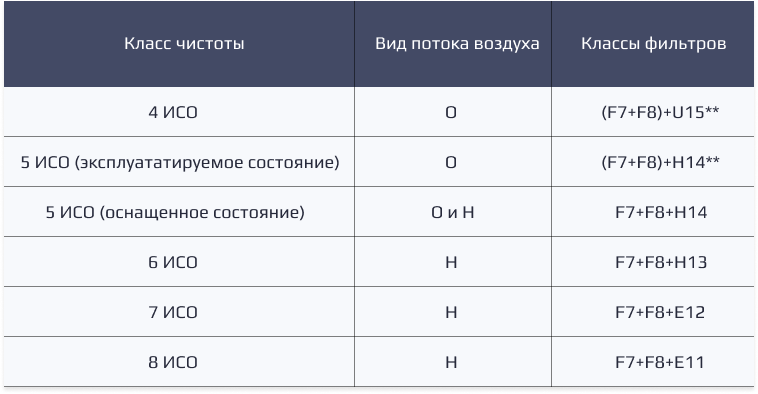 Класс чистоты Вид потока воздуха Классы фильтров
4 ИСО О (F7+F8)+U15**
5 ИСО (эксплуататируемое состояние) О (F7+F8)+H14**
5 ИСО (оснащенное состояние) О и Н F7+F8+H14
6 ИСО Н F7+F8+H13
7 ИСО Н F7+F8+E12
8 ИСО Н F7+F8+E11